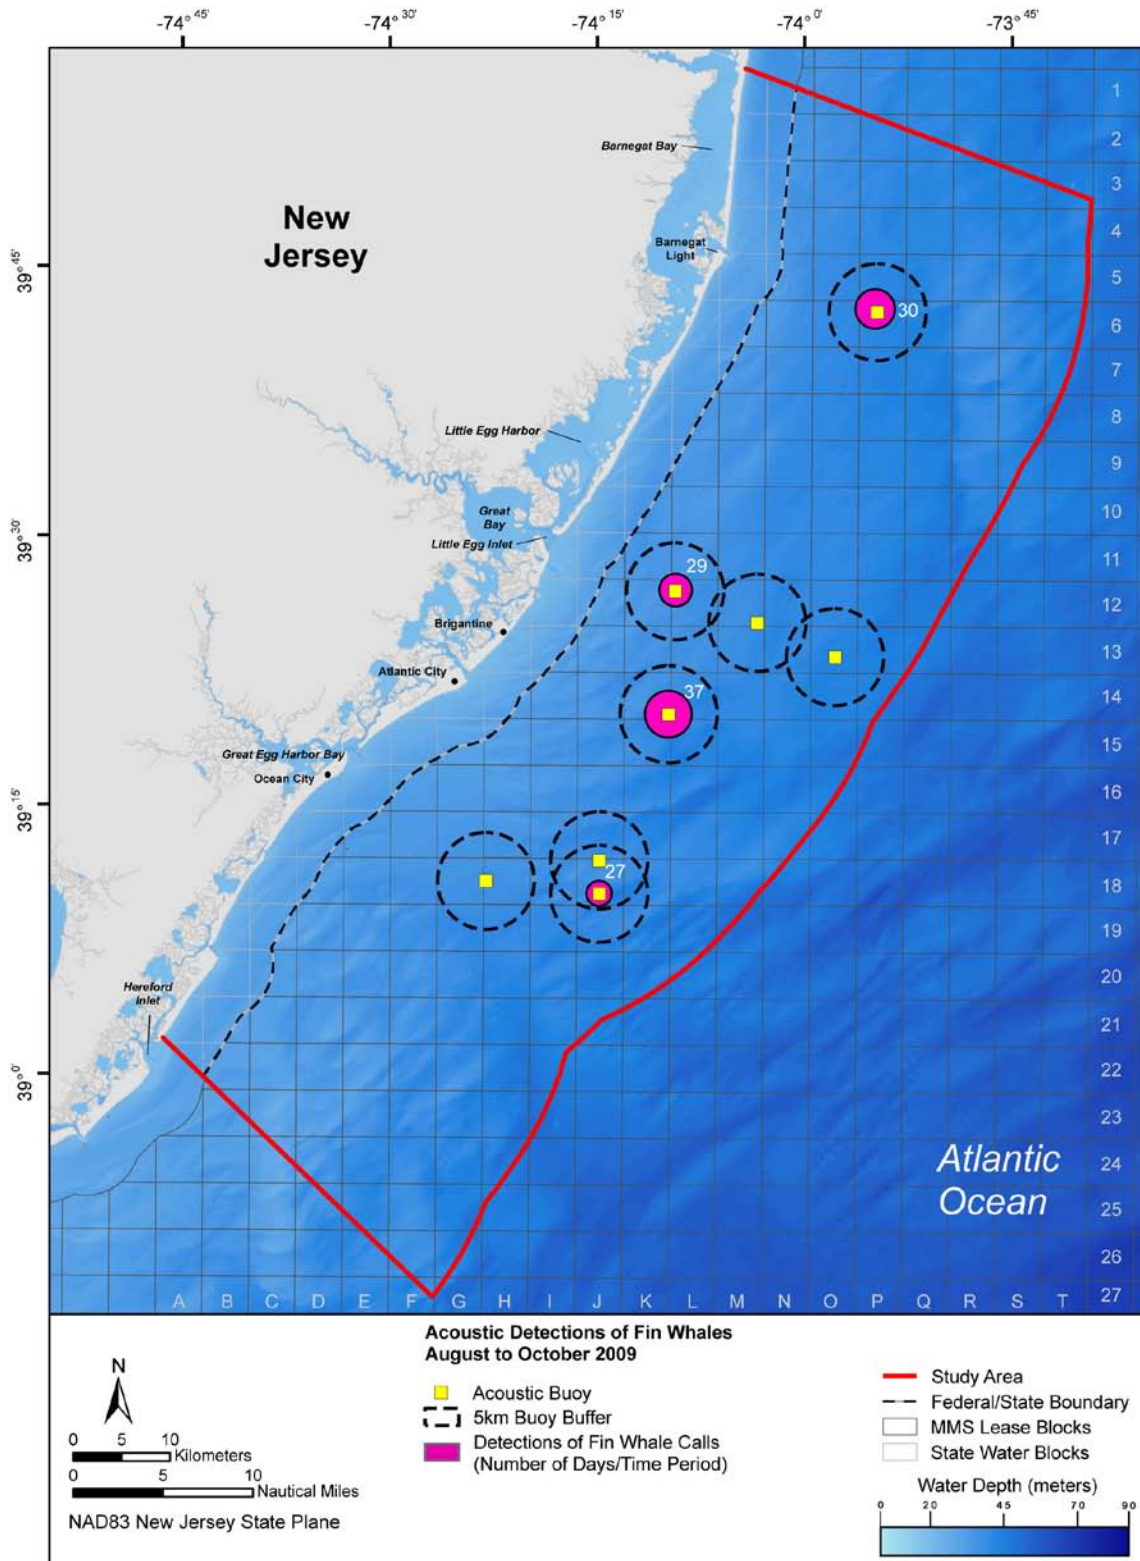 -74° 45'
-74° 30'
-74° 15'
-74° 0'
-73° 45'
1
2
Barnegat Bay
3
New
Jersey
4
Barnegat
Light
39° 45'
5
30
6
7
8
Little Egg Harbor
9
Great
Bay
10
39° 30'
Little Egg Inlet
11
29
12
Brigantine
13
Atlantic City
14
37
15
Great Egg Harbor Bay
Ocean City
16
39° 15'
17
27
18
19
20
Hereford
Inlet
21
22
39° 0'
23
24
Atlantic
Ocean
25
26
27
A B C D E F G H I J K L M N O P Q R S T
Acoustic Detections of Fin Whales
August to October 2009
N
Acoustic Buoy
5km Buoy Buffer
Detections of Fin Whale Calls
(Number of Days/Time Period)
Study Area
Federal/State Boundary
MMS Lease Blocks
State Water Blocks
0 5 10
Kilometers
0 5 10
Nautical Miles
NAD83 New Jersey State Plane
Water Depth (meters)
0 20 45 70 90